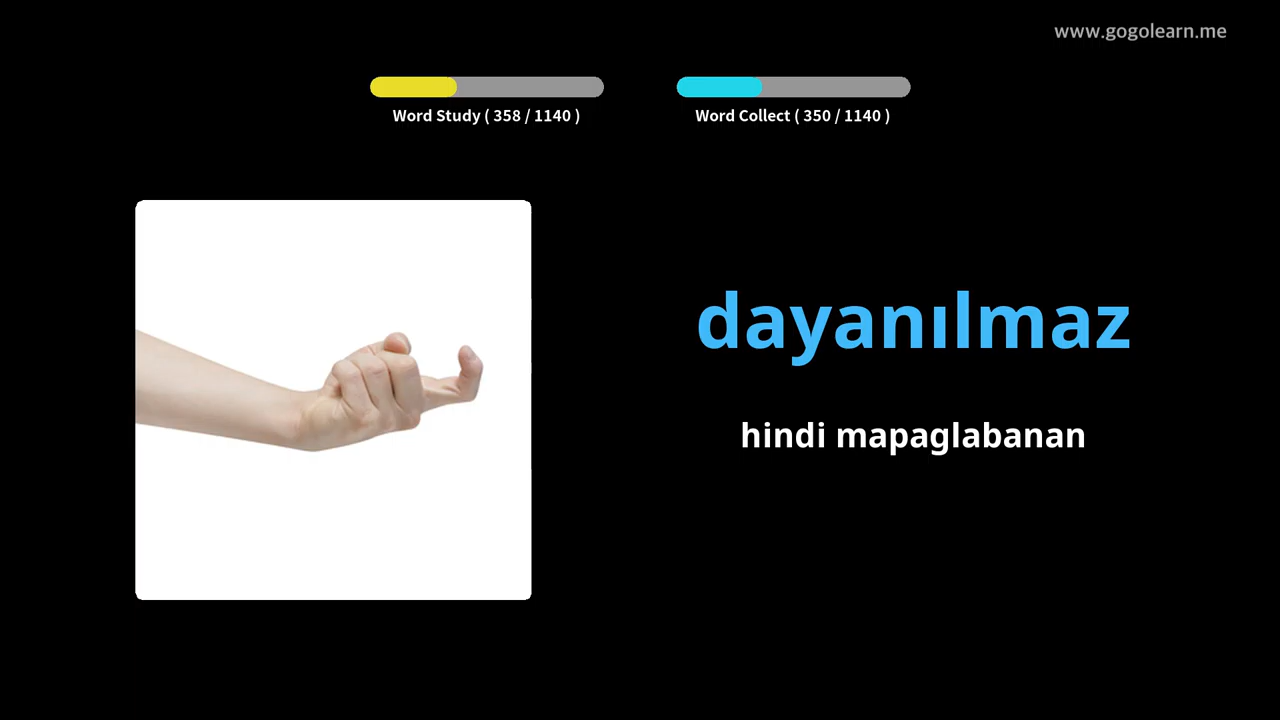 www.gogolearn.me
Word Study ( 358 / 1140 )
Word Collect ( 350 / 1140 )
dayanılmaz
hindi mapaglabanan